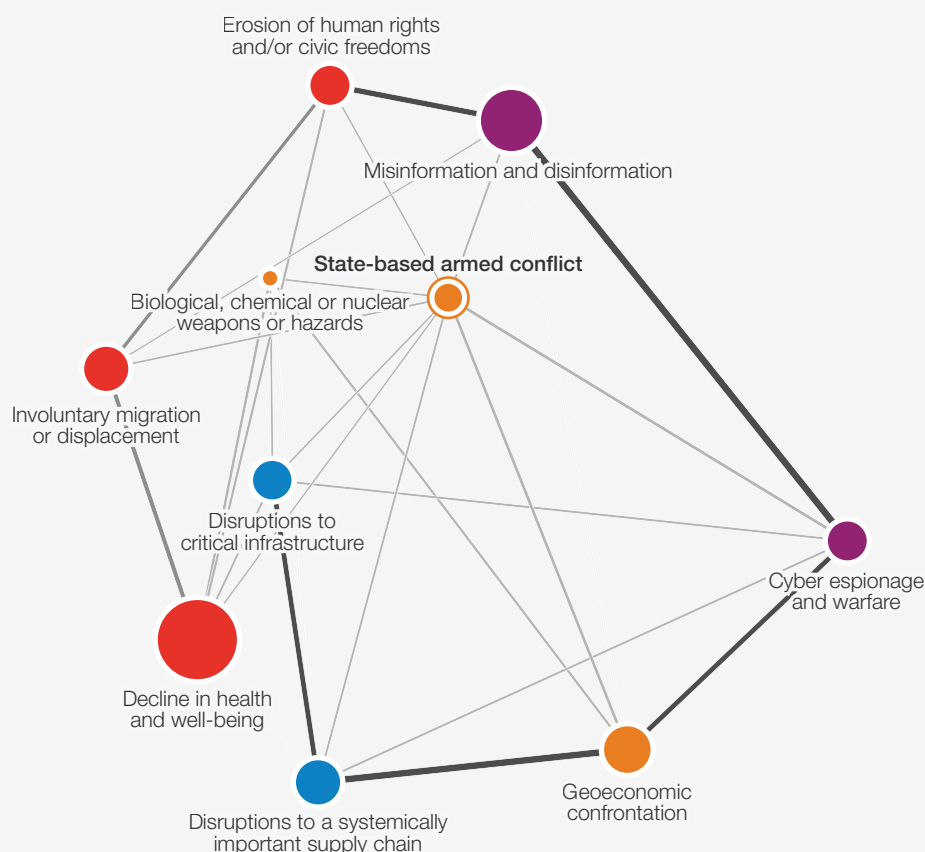 Erosion of human rights
and/or civic freedoms
Misinformation and disinformation
State-based armed conflict
Biological, chemical or nuclear
weapons or hazards
Involuntary migration
or displacement
Disruptions to
critical infrastructure
Cyber espionage
and warfare
Decline in health
and well-being
Geoeconomic
confrontation
Disruptions to a systemically
important supply chain